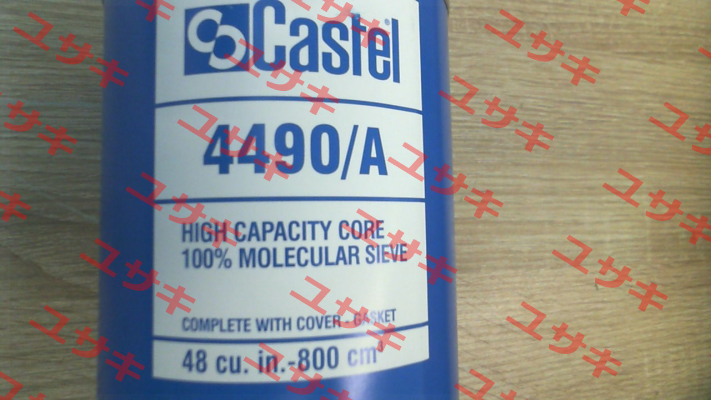 Castel
4490/A
HIGH CAPACITY CORE
100% MOLECULAR SIEVE
COMPLETE WITH COVER - GASKET
48 cu. in.-800 cm³
ユサキ